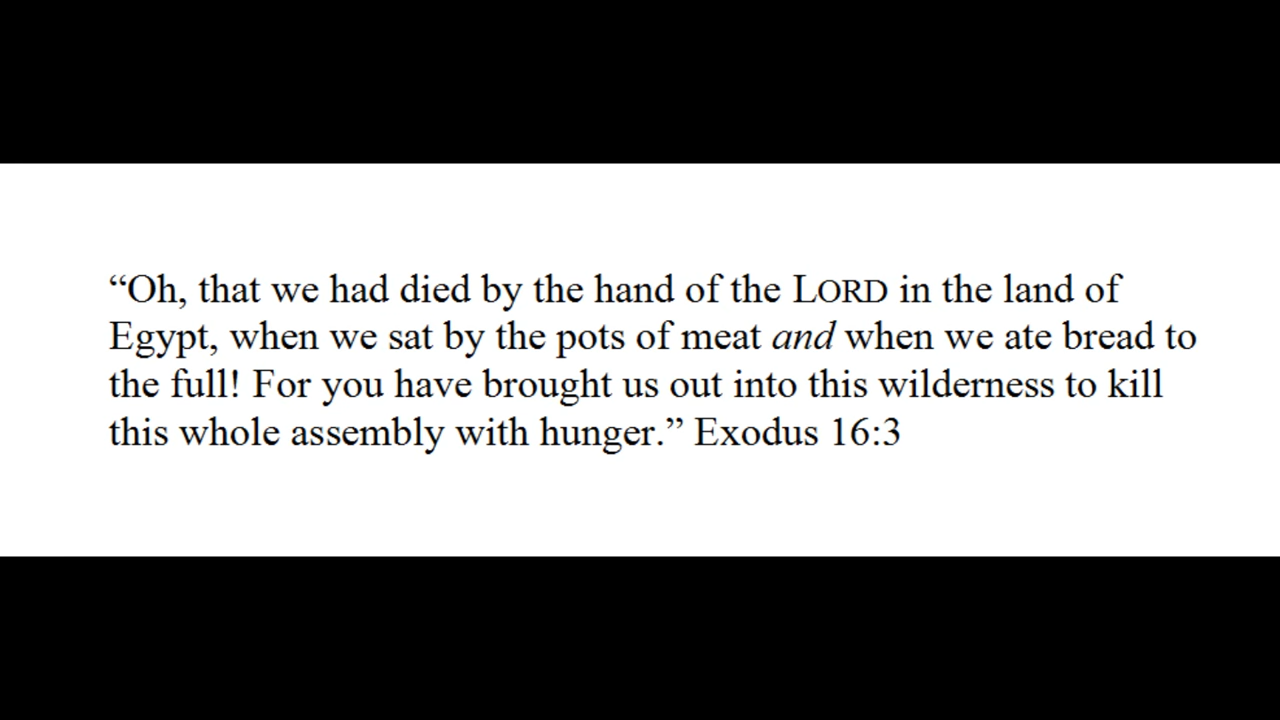 “Oh, that we had died by the hand of the LORD in the land of
Egypt, when we sat by the pots of meat and when we ate bread to
the full! For you have brought us out into this wilderness to kill
this whole assembly with hunger.” Exodus 16:3